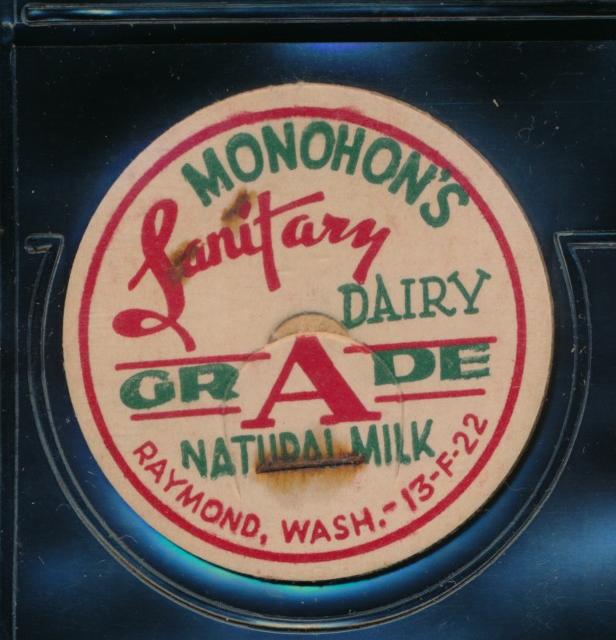 MONOHON'S
Sanitary
DAIRY
GRADE
NATURAL MILK
RAYMOND, WASH.-13-F-22